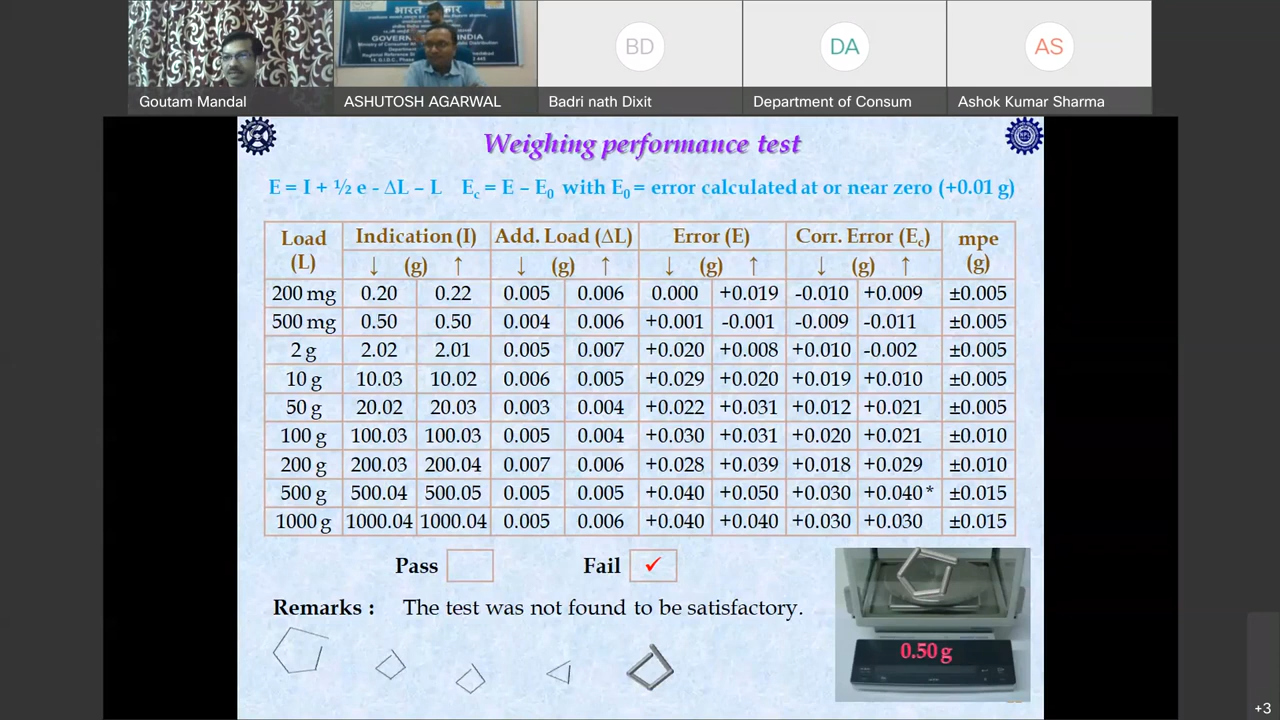 भारत
GOVER
INDIA
Goutam Mandal
ASHUTOSH AGARWAL
BD
Badri nath Dixit
DA
Department of Consum
AS
Ashok Kumar Sharma
Weighing performance test
E = I + ½ e - ΔL – L Ec = E – E0 with E0 = error calculated at or near zero (+0.01 g)
Load (L) Indication (I) Add. Load (ΔL) Error (E) Corr. Error (Ec) mpe (g)
↓ (g) ↑ ↓ (g) ↑ ↓ (g) ↑ ↓ (g) ↑
200 mg 0.20 0.22 0.005 0.006 0.000 +0.019 -0.010 +0.009 ±0.005
500 mg 0.50 0.50 0.004 0.006 +0.001 -0.001 -0.009 -0.011 ±0.005
2 g 2.02 2.01 0.005 0.007 +0.020 +0.008 +0.010 -0.002 ±0.005
10 g 10.03 10.02 0.006 0.005 +0.029 +0.020 +0.019 +0.010 ±0.005
50 g 20.02 20.03 0.003 0.004 +0.022 +0.031 +0.012 +0.021 ±0.005
100 g 100.03 100.03 0.005 0.004 +0.030 +0.031 +0.020 +0.021 ±0.010
200 g 200.03 200.04 0.007 0.006 +0.028 +0.039 +0.018 +0.029 ±0.010
500 g 500.04 500.05 0.005 0.005 +0.040 +0.050 +0.030 +0.040 * ±0.015
1000 g 1000.04 1000.04 0.005 0.006 +0.040 +0.040 +0.030 +0.030 ±0.015
Pass Fail ✓
Remarks : The test was not found to be satisfactory.
0.50 g
+3